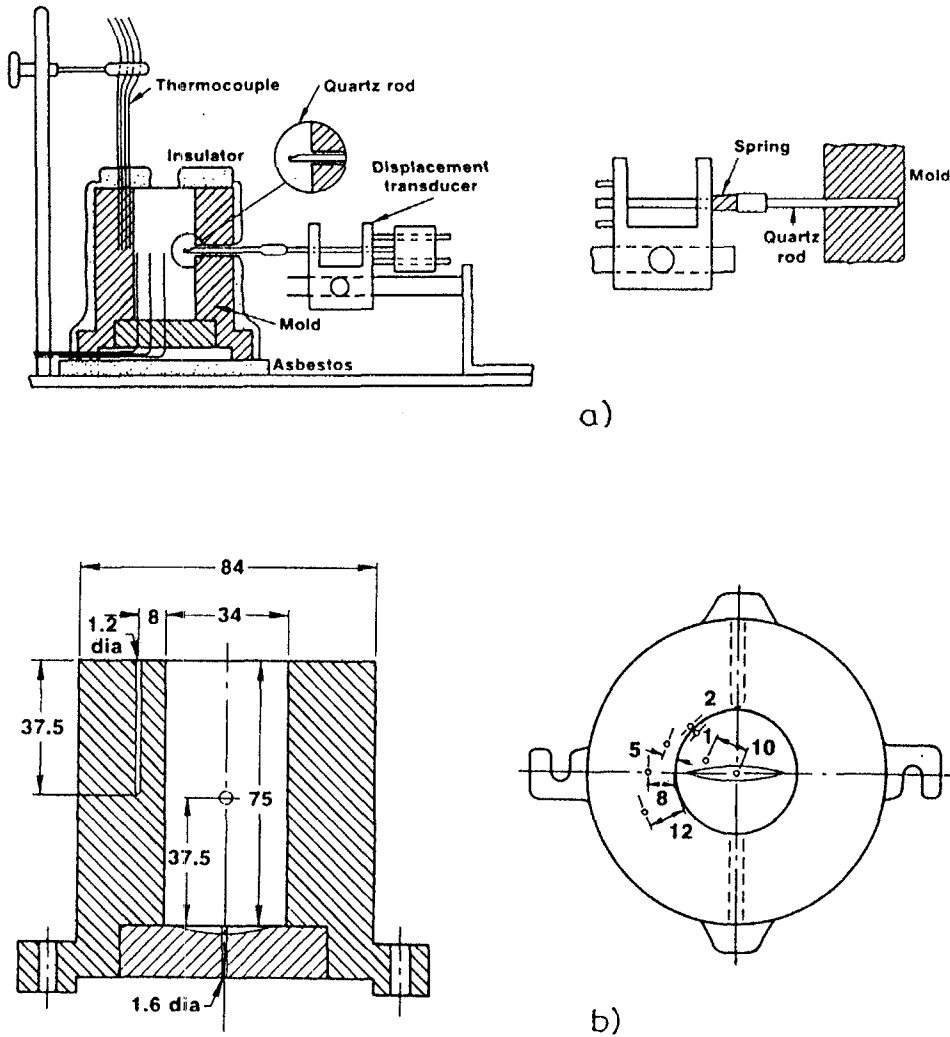 Thermocouple
Quartz rod
Insulator
Displacement
transducer
Mold
Asbestos
Spring
Mold
Quartz
rod
a)
84
8
34
1.2
dia
37.5
75
37.5
1.6 dia
2
5
1
10
8
12
b)